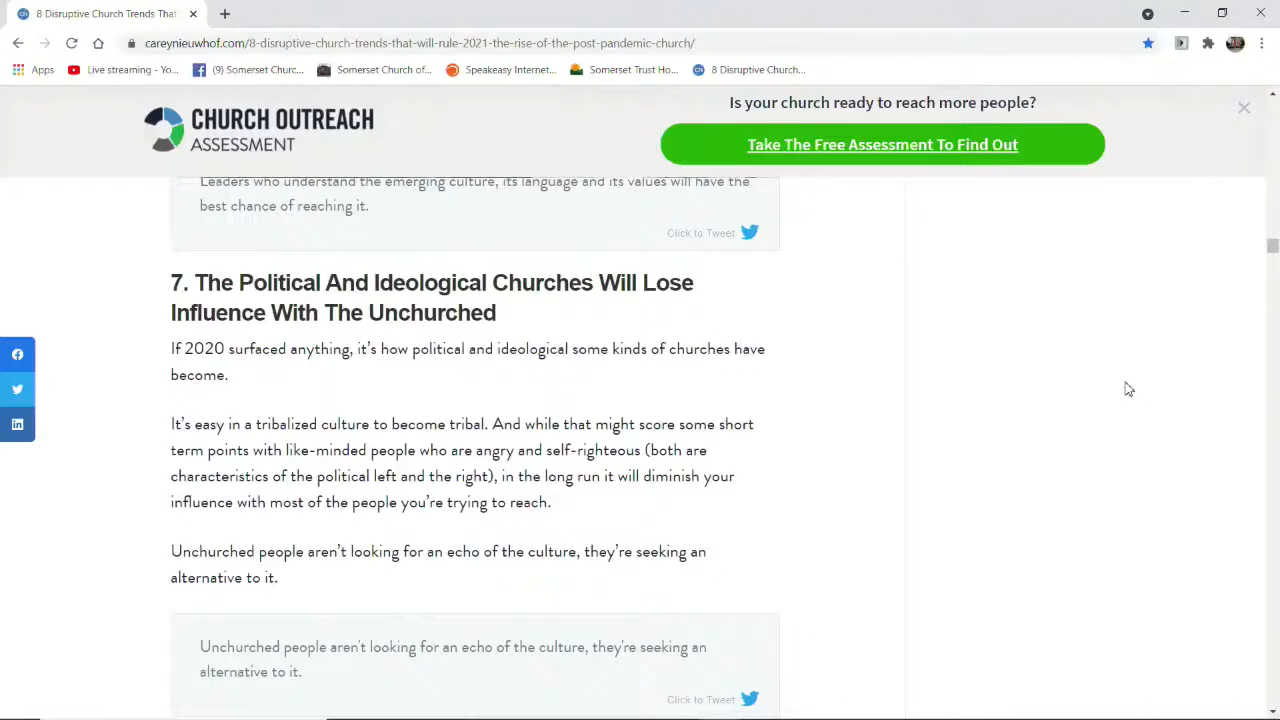 8 Disruptive Church Trends That
careynieuwhof.com/8-disruptive-church-trends-that-will-rule-2021-the-rise-of-the-post-pandemic-church/
Apps Live streaming - Yo... (9) Somerset Churc... Somerset Church of... Speakeasy Internet... Somerset Trust Ho... 8 Disruptive Church...
CHURCH OUTREACH
ASSESSMENT
Is your church ready to reach more people?
Take The Free Assessment To Find Out
Leaders who understand the emerging culture, its language and its values will have the
best chance of reaching it.
Click to Tweet
7. The Political And Ideological Churches Will Lose
Influence With The Unchurched
If 2020 surfaced anything, it’s how political and ideological some kinds of churches have
become.
It’s easy in a tribalized culture to become tribal. And while that might score some short
term points with like-minded people who are angry and self-righteous (both are
characteristics of the political left and the right), in the long run it will diminish your
influence with most of the people you’re trying to reach.
Unchurched people aren’t looking for an echo of the culture, they’re seeking an
alternative to it.
Unchurched people aren't looking for an echo of the culture, they're seeking an
alternative to it.
Click to Tweet